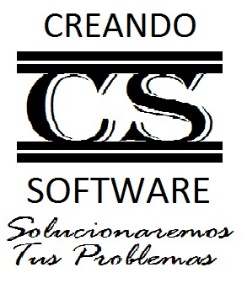 CREANDO
CS
SOFTWARE
Solucionaremos
Tus Problemas